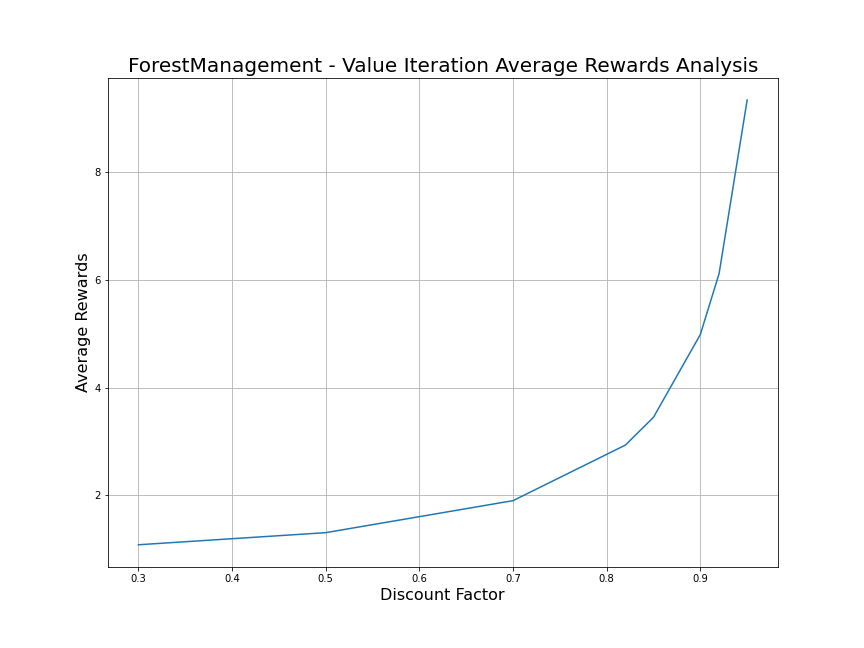 ForestManagement - Value Iteration Average Rewards Analysis
Average Rewards
8
6
4
2
0.3 0.4 0.5 0.6 0.7 0.8 0.9
Discount Factor